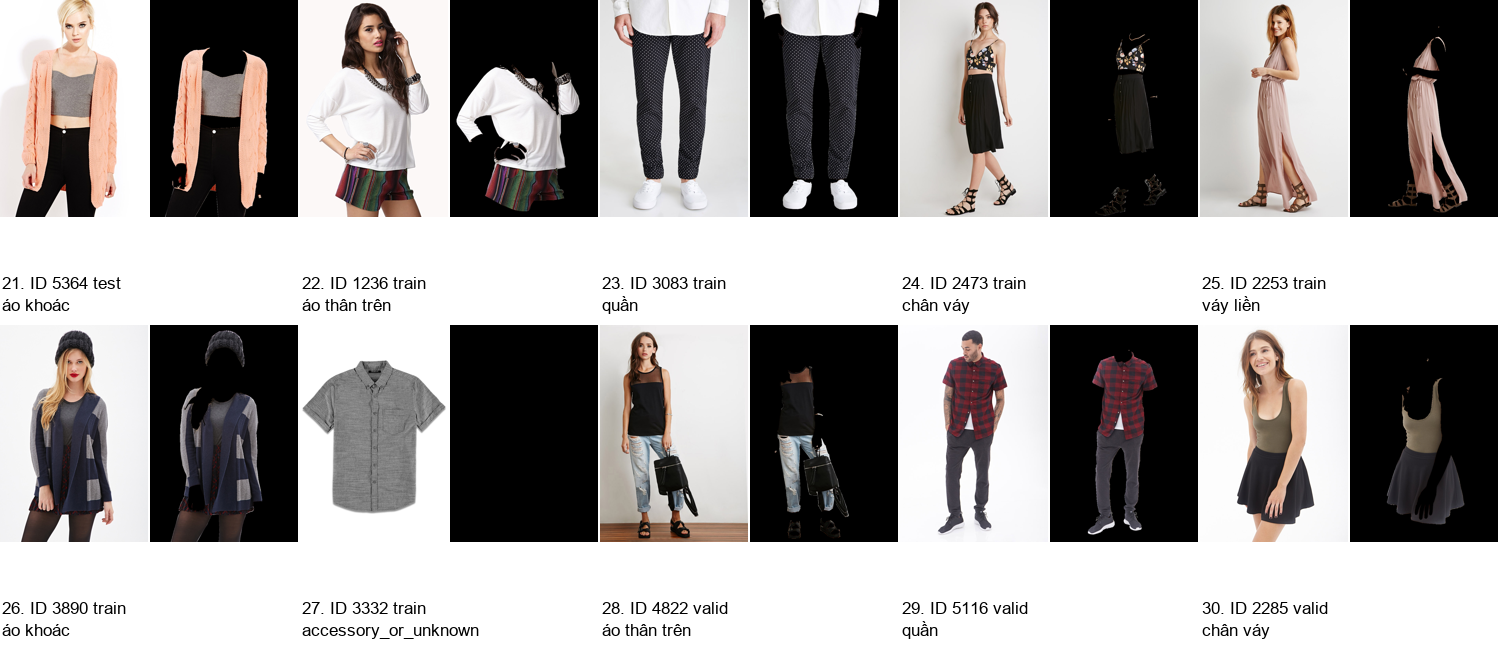 21. ID 5364 test
áo khoác
22. ID 1236 train
áo thân trên
23. ID 3083 train
quần
24. ID 2473 train
chân váy
25. ID 2253 train
váy liền
26. ID 3890 train
áo khoác
27. ID 3332 train
accessory_or_unknown
28. ID 4822 valid
áo thân trên
29. ID 5116 valid
quần
30. ID 2285 valid
chân váy